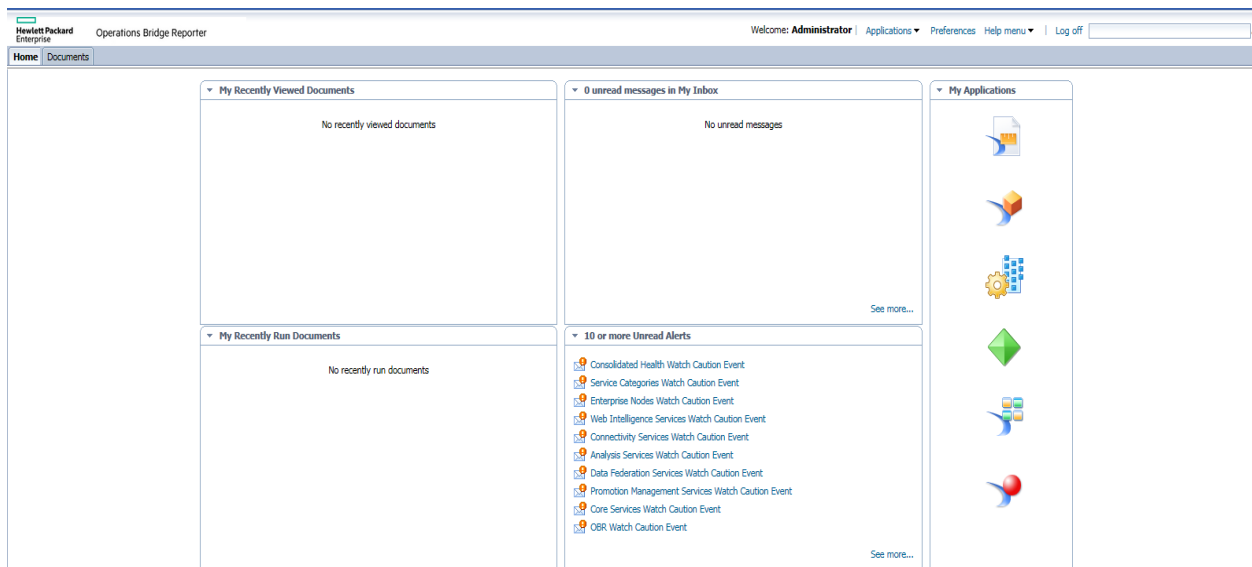 Hewlett Packard
Enterprise
Operations Bridge Reporter
Welcome: Administrator | Applications ▾ Preferences Help menu ▾ | Log off
Home Documents
My Recently Viewed Documents
No recently viewed documents
0 unread messages in My Inbox
No unread messages
See more...
My Applications
My Recently Run Documents
No recently run documents
10 or more Unread Alerts
Consolidated Health Watch Caution Event
Service Categories Watch Caution Event
Enterprise Nodes Watch Caution Event
Web Intelligence Services Watch Caution Event
Connectivity Services Watch Caution Event
Analysis Services Watch Caution Event
Data Federation Services Watch Caution Event
Promotion Management Services Watch Caution Event
Core Services Watch Caution Event
OBR Watch Caution Event
See more...